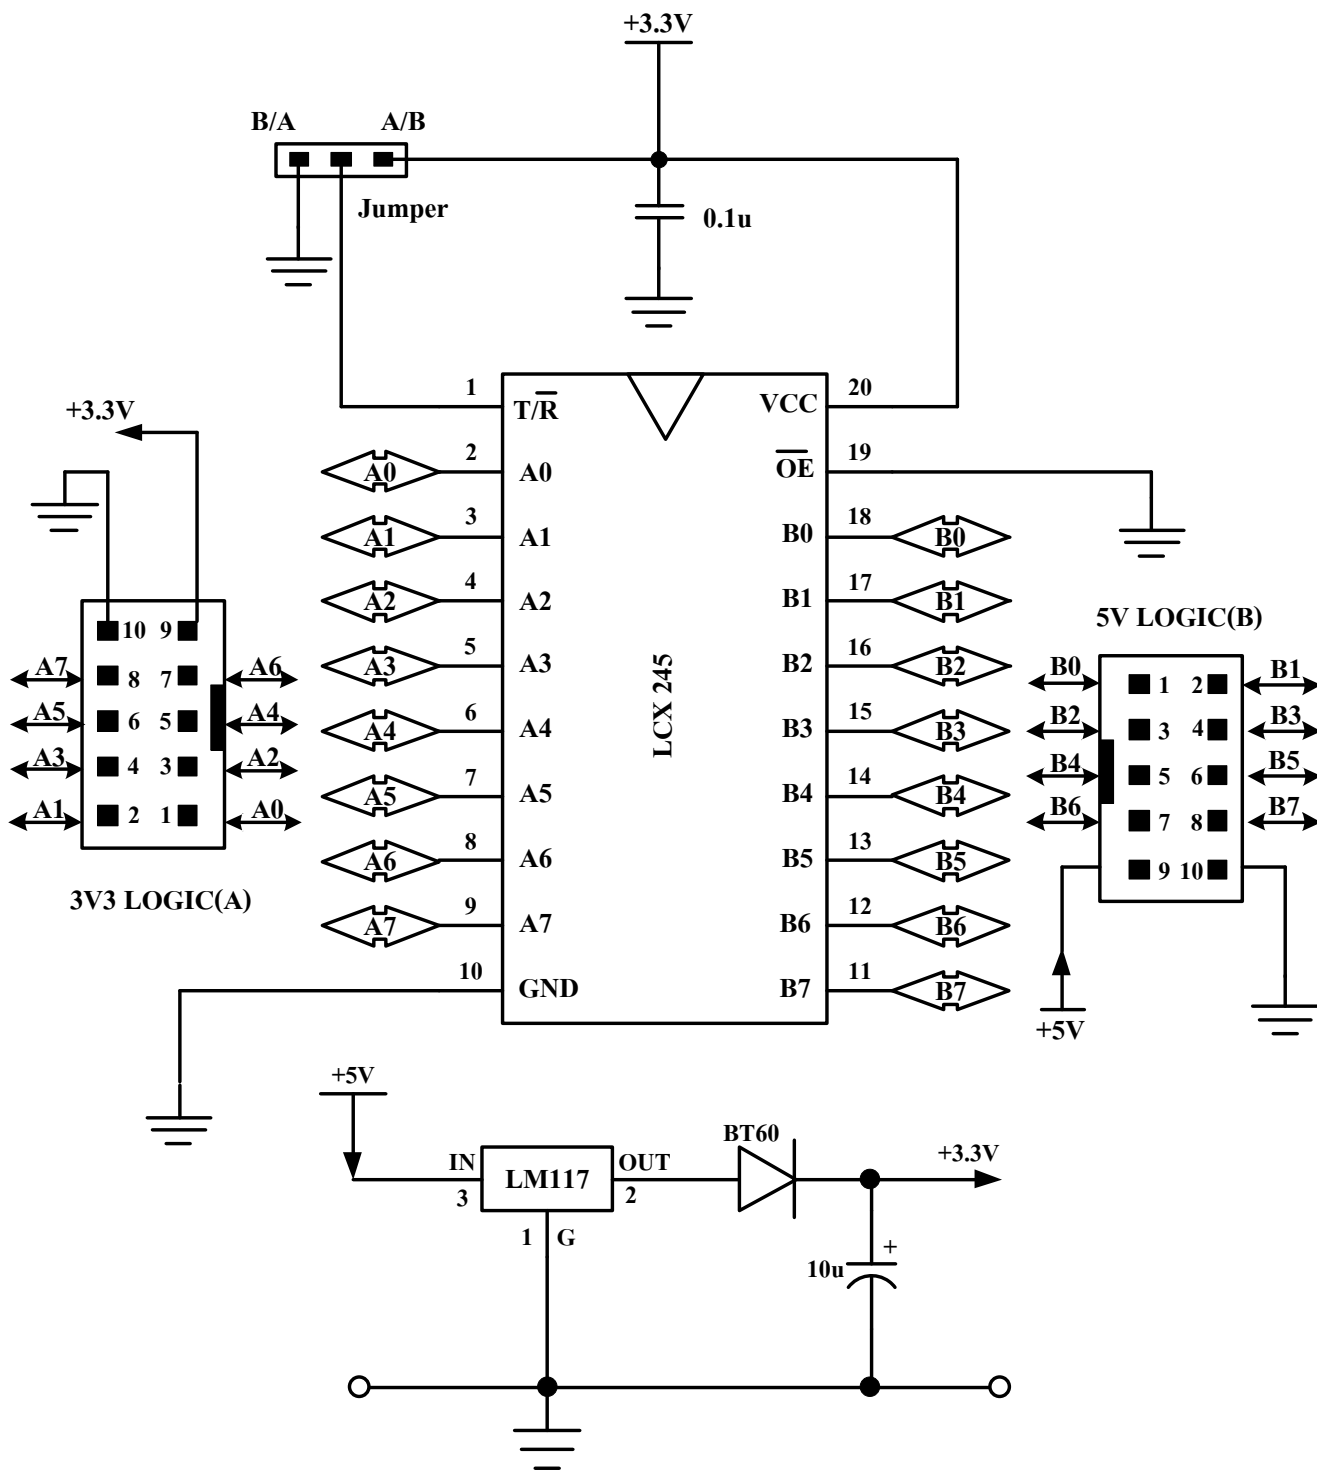 +3.3V
B/A A/B
Jumper
0.1u
1 T/R̅ VCC 20
+3.3V
A0 2 A0 O̅E̅ 19
A1 3 A1 B0 18 B0
A2 4 A2 B1 17 B1
A3 5 A3 B2 16 B2
A4 6 A4 B3 15 B3
A5 7 A5 B4 14 B4
A6 8 A6 B5 13 B5
A7 9 A7 B6 12 B6
10 GND B7 11 B7
LCX 245
10 9
A7 8 7 A6
A5 6 5 A4
A3 4 3 A2
A1 2 1 A0
3V3 LOGIC(A)
5V LOGIC(B)
B0 1 2 B1
B2 3 4 B3
B4 5 6 B5
B6 7 8 B7
9 10
+5V
+5V
IN LM117 OUT BT60 +3.3V
3 2
1 G
+
10u